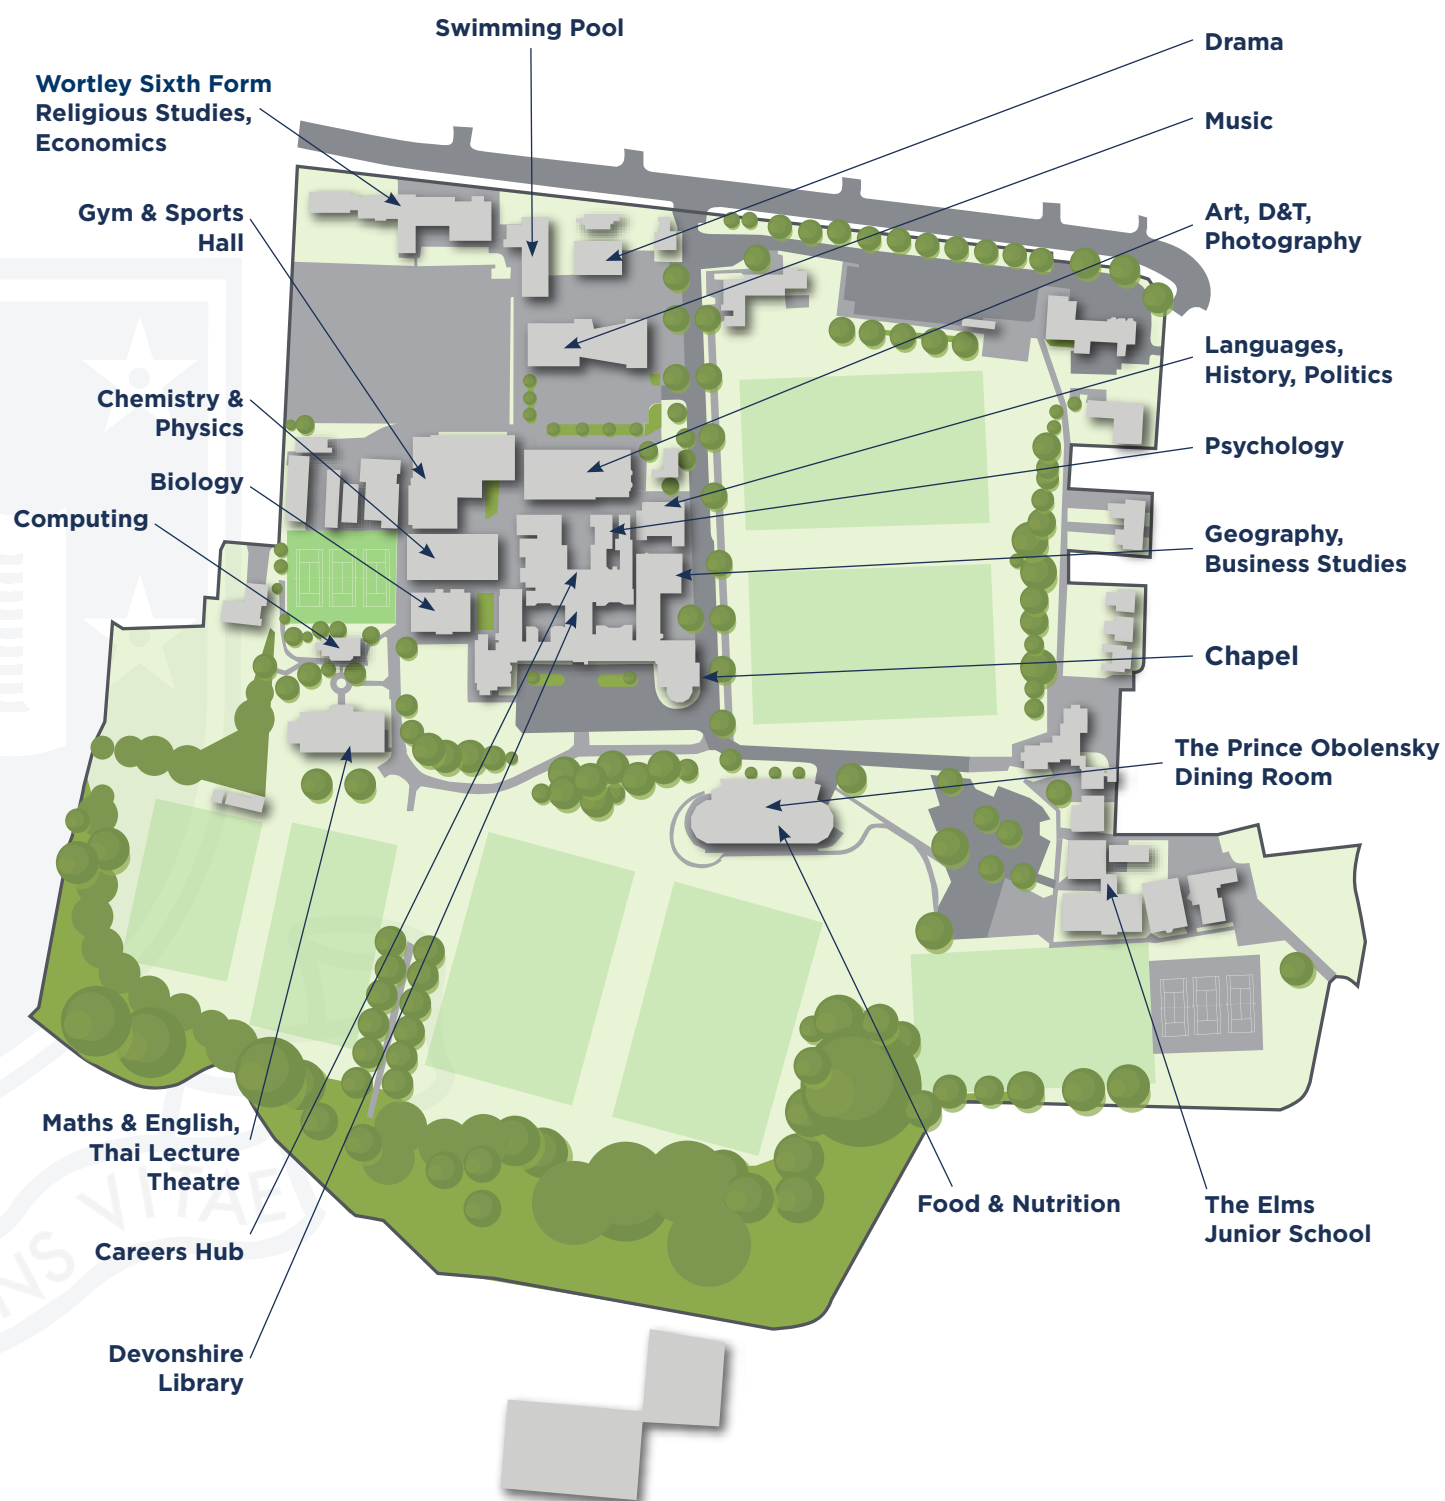 Swimming Pool
Drama
Wortley Sixth Form
Religious Studies,
Economics
Music
Gym & Sports
Hall
Art, D&T,
Photography
Languages,
History, Politics
Chemistry &
Physics
Psychology
Biology
Computing
Geography,
Business Studies
Chapel
The Prince Obolensky
Dining Room
Maths & English,
Thai Lecture
Theatre
Food & Nutrition
The Elms
Junior School
Careers Hub
Devonshire
Library
NS VITAE